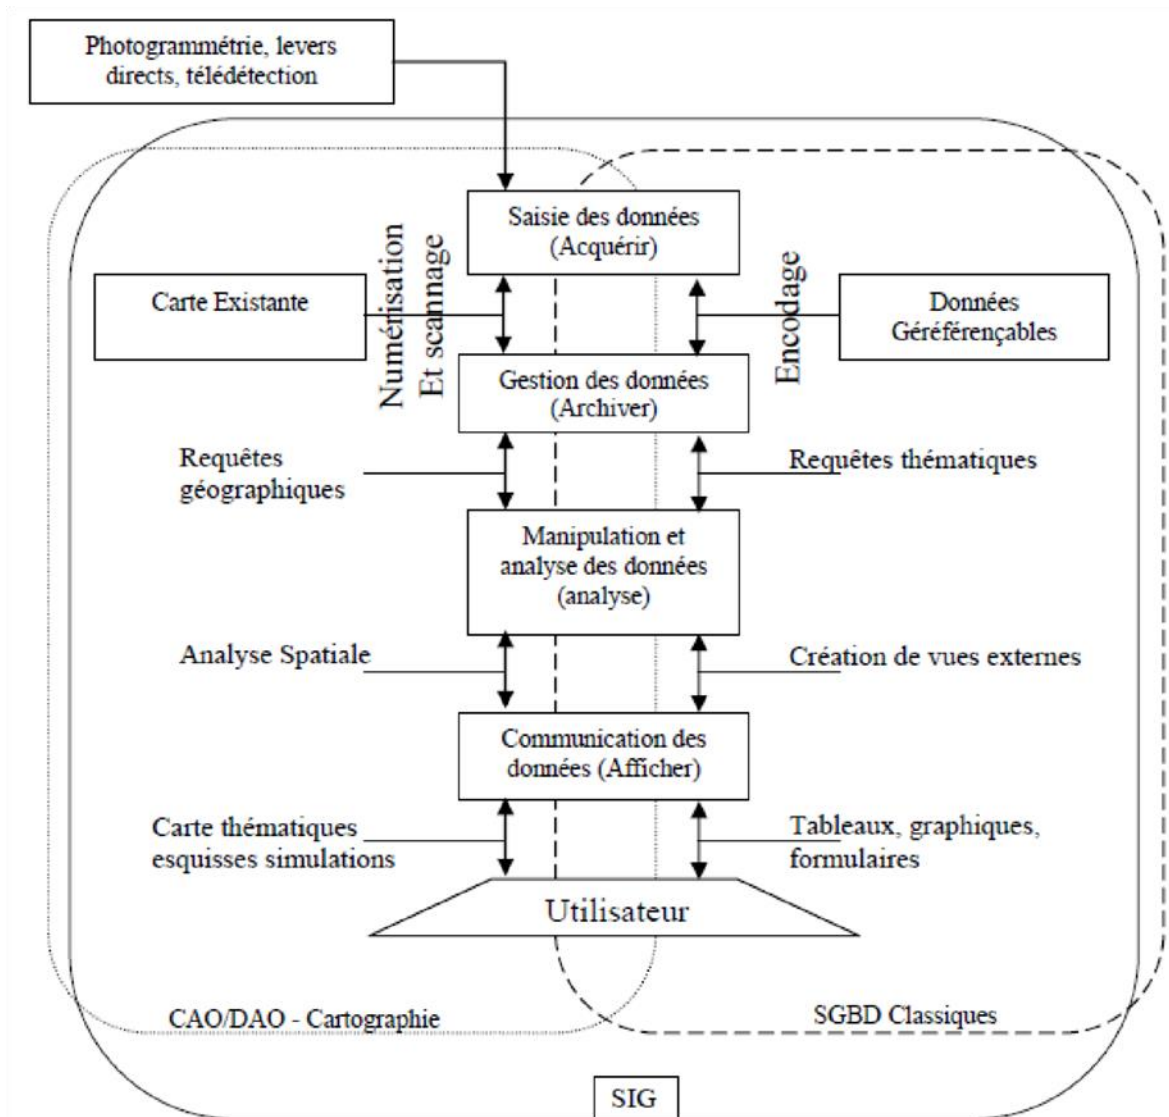 Photogrammétrie, levers
directs, télédétection
Saisie des données
(Acquérir)
Numérisation
Et scannage
Encodage
Carte Existante
Données
Géréférençables
Gestion des données
(Archiver)
Requêtes
géographiques
Requêtes thématiques
Manipulation et
analyse des données
(analyse)
Analyse Spatiale
Création de vues externes
Communication des
données (Afficher)
Carte thématiques
esquisses simulations
Tableaux, graphiques,
formulaires
Utilisateur
CAO/DAO - Cartographie
SGBD Classiques
SIG